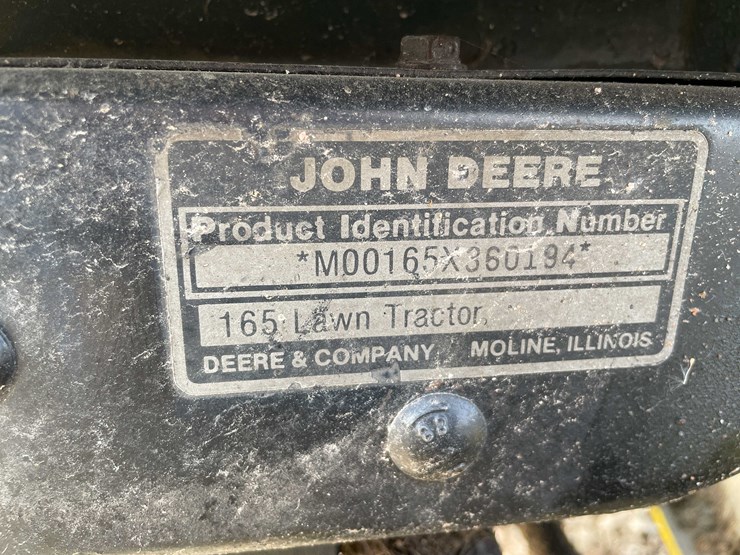 JOHN DEERE
Product Identification Number
*M00165X360194*
165 Lawn Tractor
DEERE & COMPANY MOLINE, ILLINOIS